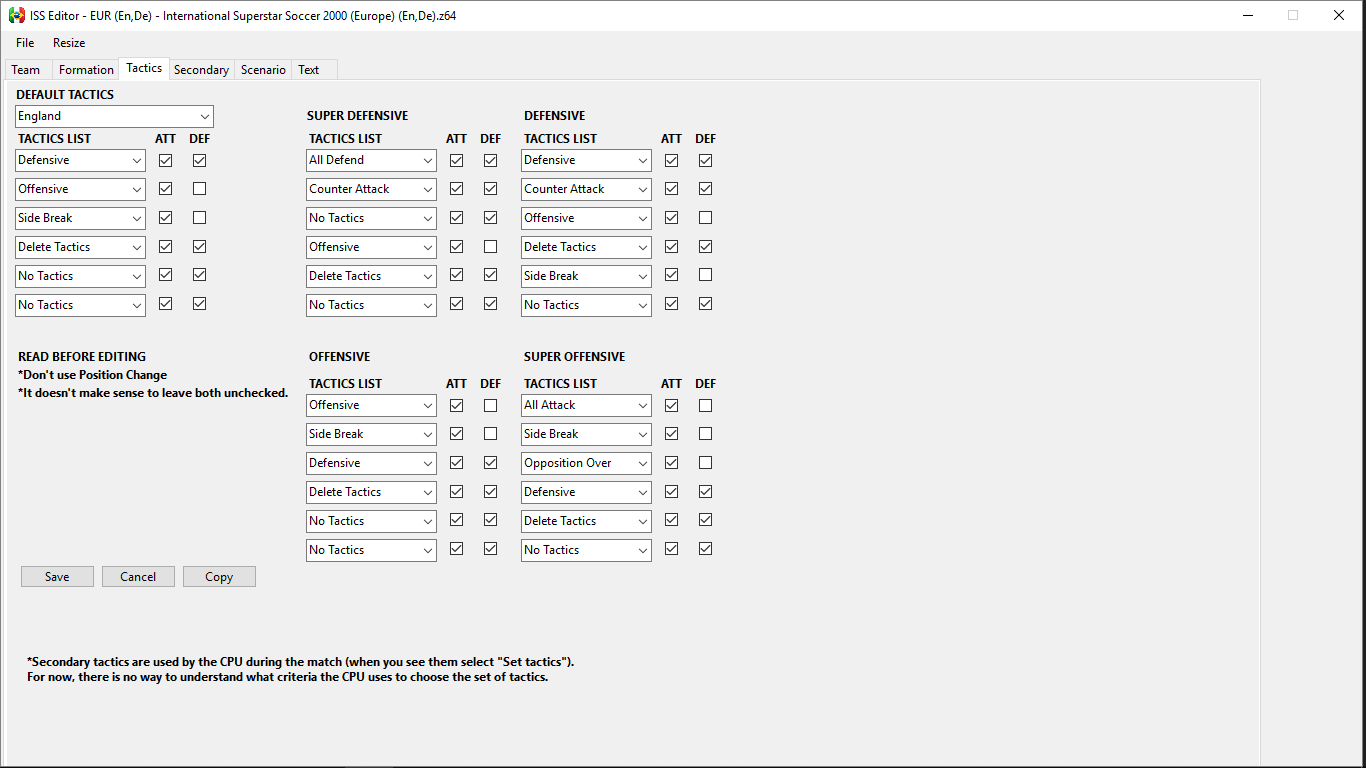 ISS Editor - EUR (En,De) - International Superstar Soccer 2000 (Europe) (En,De).z64
File Resize
Team Formation Tactics Secondary Scenario Text
DEFAULT TACTICS
England
TACTICS LIST ATT DEF
Defensive
Offensive
Side Break
Delete Tactics
No Tactics
No Tactics
SUPER DEFENSIVE
TACTICS LIST ATT DEF
All Defend
Counter Attack
No Tactics
Offensive
Delete Tactics
No Tactics
DEFENSIVE
TACTICS LIST ATT DEF
Defensive
Counter Attack
Offensive
Delete Tactics
Side Break
No Tactics
READ BEFORE EDITING
*Don't use Position Change
*It doesn't make sense to leave both unchecked.
OFFENSIVE
TACTICS LIST ATT DEF
Offensive
Side Break
Defensive
Delete Tactics
No Tactics
No Tactics
SUPER OFFENSIVE
TACTICS LIST ATT DEF
All Attack
Side Break
Opposition Over
Defensive
Delete Tactics
No Tactics
Save Cancel Copy
*Secondary tactics are used by the CPU during the match (when you see them select "Set tactics").
For now, there is no way to understand what criteria the CPU uses to choose the set of tactics.